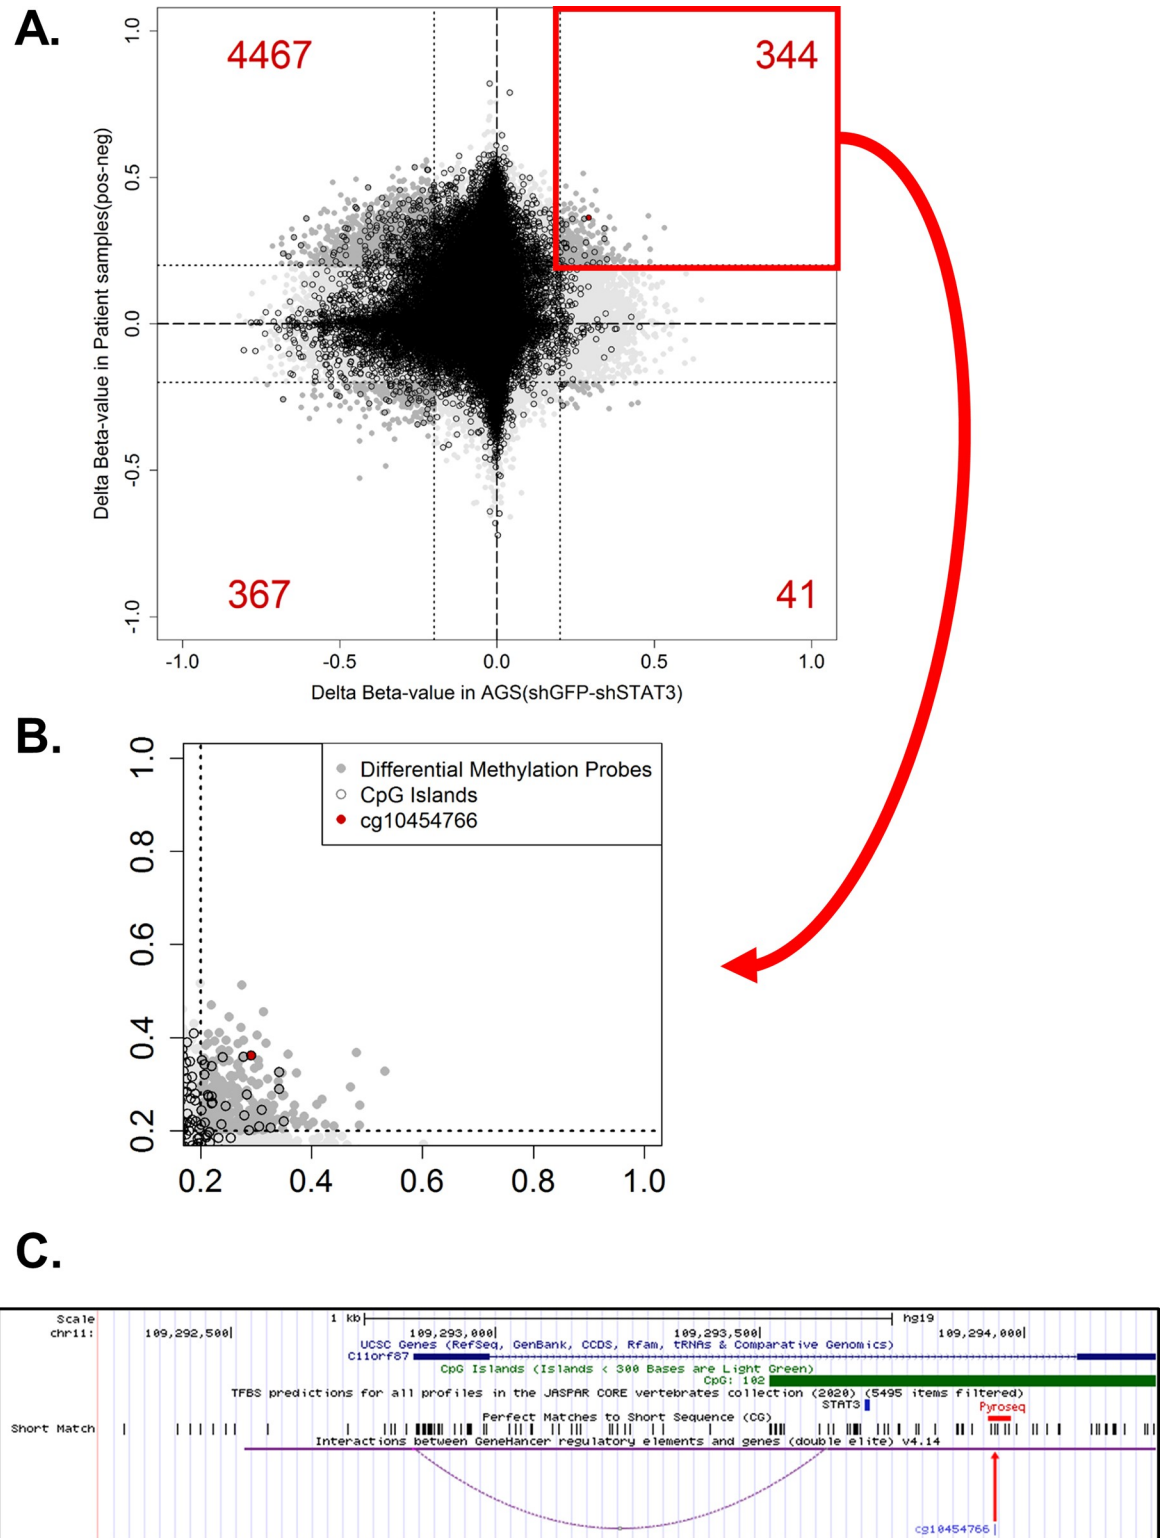 A.
4467
344
367
41
Delta Beta-value in Patient samples(pos-neg)
1.0
0.5
0.0
-0.5
-1.0
-1.0 -0.5 0.0 0.5 1.0
Delta Beta-value in AGS(shGFP-shSTAT3)
B.
Differential Methylation Probes
CpG Islands
cg10454766
1.0
0.8
0.6
0.4
0.2
0.2 0.4 0.6 0.8 1.0
C.
Scale 1 kb hg19
chr11: 109,292,500| 109,293,000| 109,293,500| 109,294,000|
UCSC Genes (RefSeq, GenBank, CCDS, Rfam, tRNAs & Comparative Genomics)
C11orf87
CpG Islands (Islands < 300 Bases are Light Green)
CpG: 102
TFBS predictions for all profiles in the JASPAR CORE vertebrates collection (2020) (5495 items filtered)
STAT3
Pyroseq
Perfect Matches to Short Sequence (CG)
Short Match
Interactions between GeneHancer regulatory elements and genes (double elite) v4.14
cg10454766